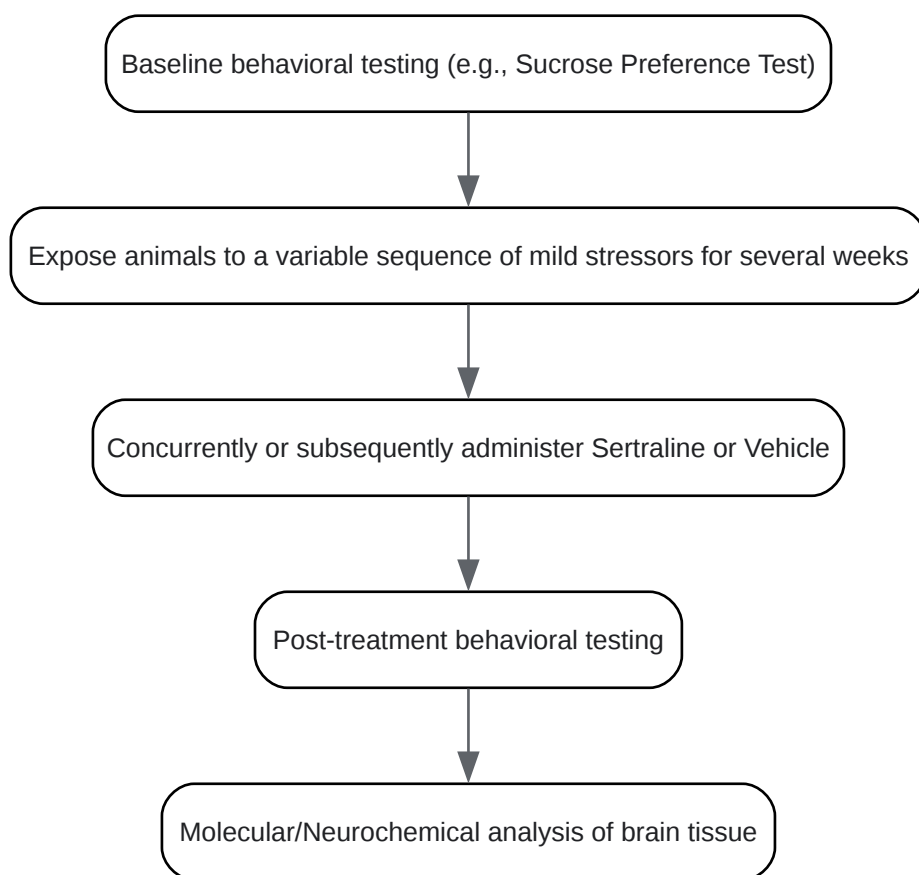 Baseline behavioral testing (e.g., Sucrose Preference Test)
Expose animals to a variable sequence of mild stressors for several weeks
Concurrently or subsequently administer Sertraline or Vehicle
Post-treatment behavioral testing
Molecular/Neurochemical analysis of brain tissue